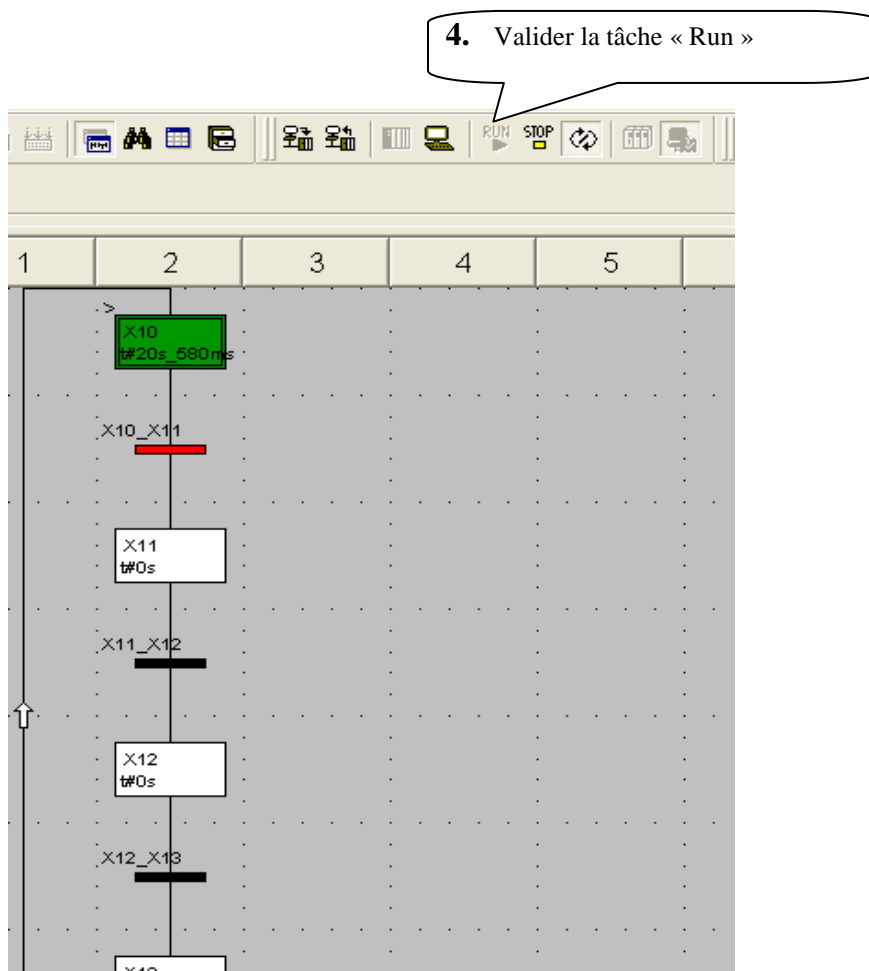 4. Valider la tâche « Run »
RUN STOP
1 2 3 4 5
>
X10
t#20s_580ms
X10_X11
X11
t#0s
X11_X12
X12
t#0s
X12_X13